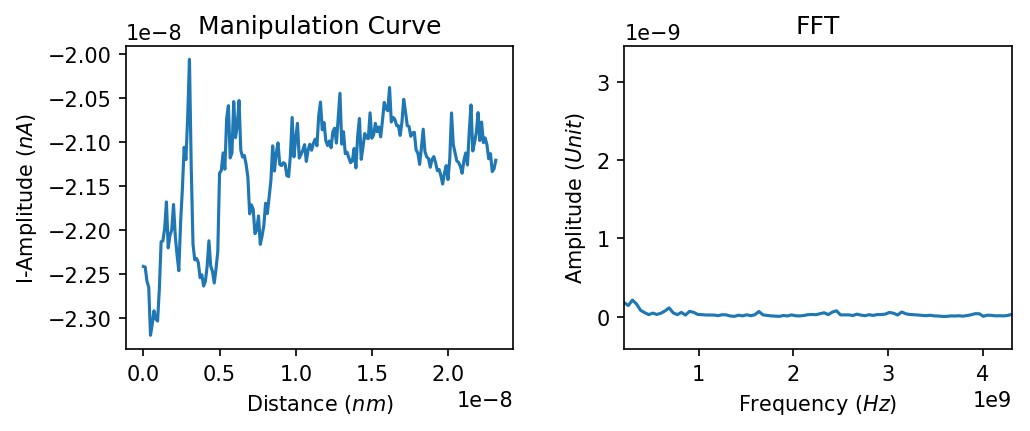 Manipulation Curve
1e−8
−2.00
−2.05
−2.10
−2.15
−2.20
−2.25
−2.30
I-Amplitude (nA)
0.0 0.5 1.0 1.5 2.0
1e−8
Distance (nm)
FFT
1e−9
3
2
1
0
Amplitude (Unit)
1 2 3 4
1e9
Frequency (Hz)